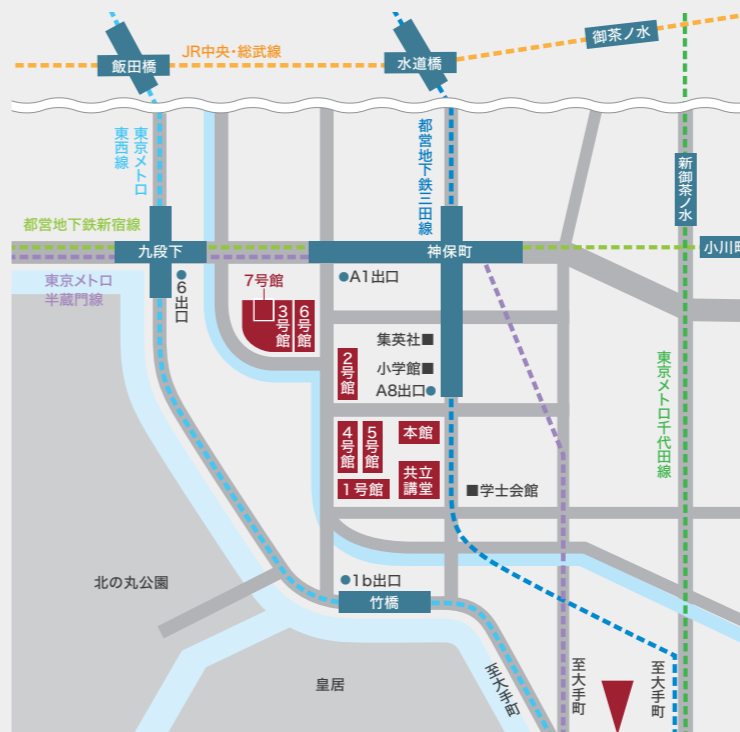 御茶ノ水
JR中央・総武線
飯田橋
水道橋
東京メトロ
東西線
都営地下鉄三田線
新御茶ノ水
都営地下鉄新宿線
九段下
神保町
小川町
東京メトロ
半蔵門線
6出口
7号館
A1出口
3号館
6号館
集英社■
2号館
小学館■
A8出口
東京メトロ千代田線
4号館
5号館
本館
1号館
共立
講堂
■学士会館
北の丸公園
1b出口
竹橋
皇居
至大手町
至大手町
至大手町